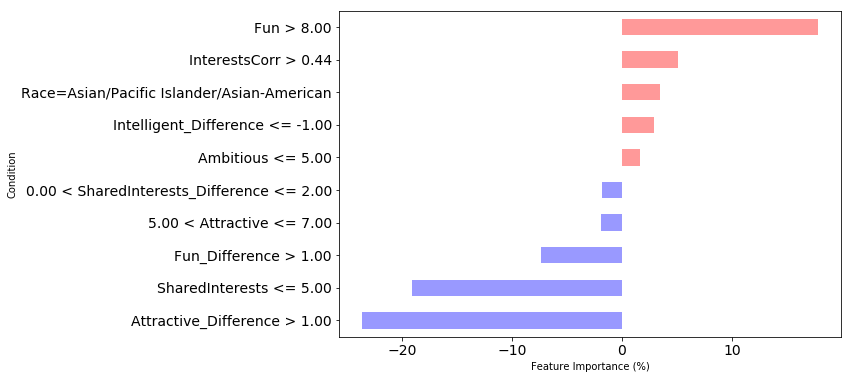 Fun > 8.00
InterestsCorr > 0.44
Race=Asian/Pacific Islander/Asian-American
Intelligent_Difference <= -1.00
Ambitious <= 5.00
0.00 < SharedInterests_Difference <= 2.00
5.00 < Attractive <= 7.00
Fun_Difference > 1.00
SharedInterests <= 5.00
Attractive_Difference > 1.00
Condition
−20 −10 0 10
Feature Importance (%)